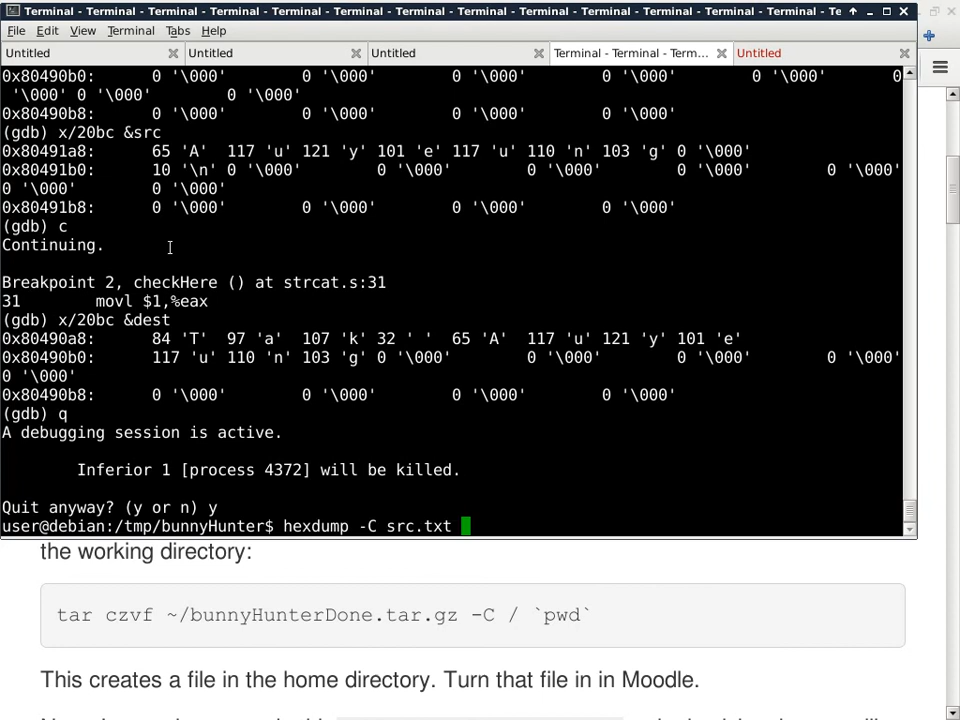 Terminal - Terminal - Terminal - Terminal - Terminal - Terminal - Terminal - Terminal - Terminal - Terminal - Terminal - Te
File Edit View Terminal Tabs Help
Untitled Untitled Untitled Terminal - Terminal - Term... Untitled
0x80490b0: 0 '\000' 0 '\000' 0 '\000' 0 '\000' 0 '\000' 0
'\000' 0 '\000' 0 '\000'
0x80490b8: 0 '\000' 0 '\000' 0 '\000' 0 '\000'
(gdb) x/20bc &src
0x80491a8: 65 'A' 117 'u' 121 'y' 101 'e' 117 'u' 110 'n' 103 'g' 0 '\000'
0x80491b0: 10 '\n' 0 '\000' 0 '\000' 0 '\000' 0 '\000' 0 '\000'
0 '\000' 0 '\000'
0x80491b8: 0 '\000' 0 '\000' 0 '\000' 0 '\000'
(gdb) c
Continuing.
Breakpoint 2, checkHere () at strcat.s:31
31 movl $1,%eax
(gdb) x/20bc &dest
0x80490a8: 84 'T' 97 'a' 107 'k' 32 ' ' 65 'A' 117 'u' 121 'y' 101 'e'
0x80490b0: 117 'u' 110 'n' 103 'g' 0 '\000' 0 '\000' 0 '\000' 0 '\000'
0 '\000'
0x80490b8: 0 '\000' 0 '\000' 0 '\000' 0 '\000'
(gdb) q
A debugging session is active.
Inferior 1 [process 4372] will be killed.
Quit anyway? (y or n) y
user@debian:/tmp/bunnyHunter$ hexdump -C src.txt
the working directory:
tar czvf ~/bunnyHunterDone.tar.gz -C / `pwd`
This creates a file in the home directory. Turn that file in in Moodle.